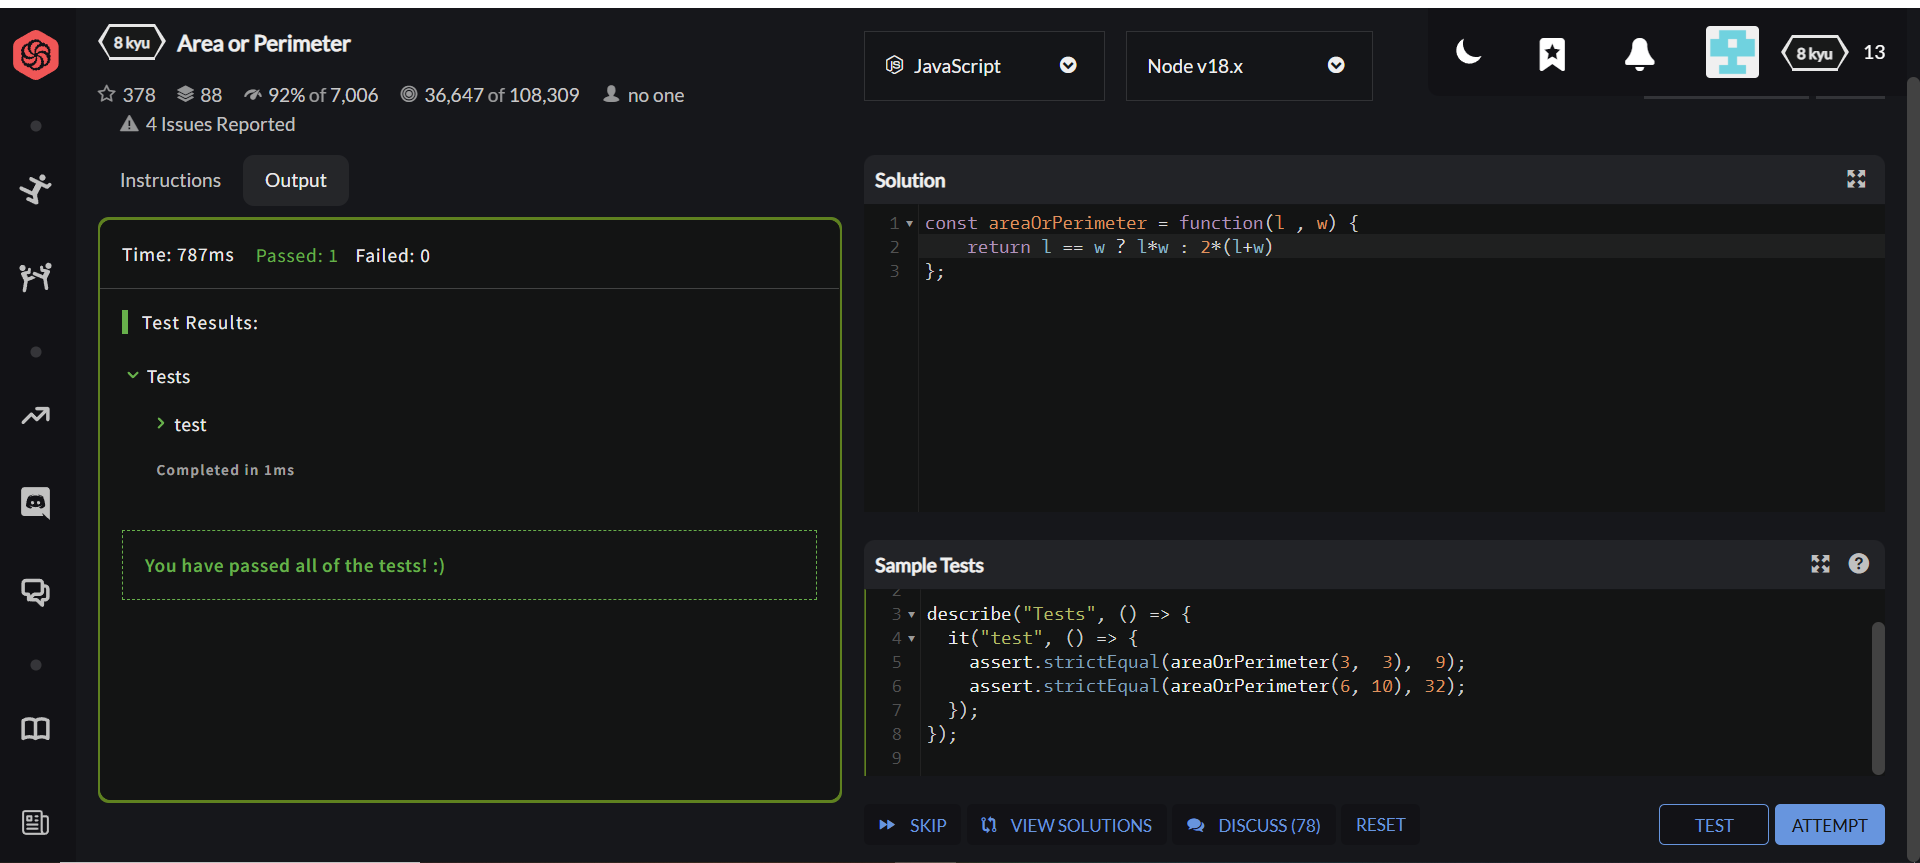 8 kyu Area or Perimeter
378 88 92% of 7,006 36,647 of 108,309 no one
4 Issues Reported
JavaScript
Node v18.x
8 kyu 13
Instructions Output
Time: 787ms Passed: 1 Failed: 0
Test Results:
Tests
test
Completed in 1ms
You have passed all of the tests! :)
Solution
1 const areaOrPerimeter = function(l , w) {
2 return l == w ? l*w : 2*(l+w)
3 };
Sample Tests
2
3 describe("Tests", () => {
4 it("test", () => {
5 assert.strictEqual(areaOrPerimeter(3, 3), 9);
6 assert.strictEqual(areaOrPerimeter(6, 10), 32);
7 });
8 });
9
SKIP VIEW SOLUTIONS DISCUSS (78) RESET TEST ATTEMPT